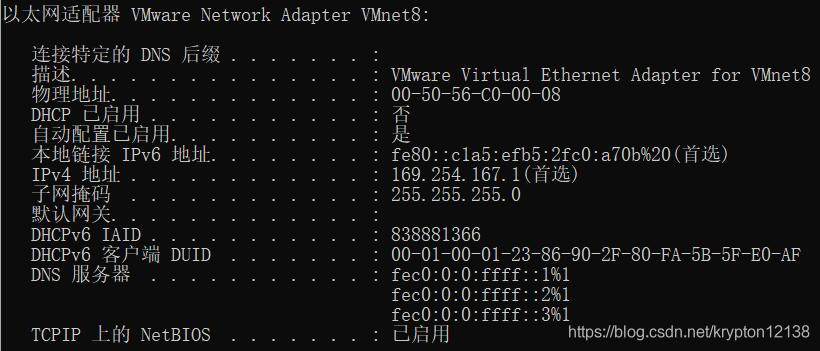 以太网适配器 VMware Network Adapter VMnet8:
连接特定的 DNS 后缀 . . . . . . . :
描述. . . . . . . . . . . . . . . : VMware Virtual Ethernet Adapter for VMnet8
物理地址. . . . . . . . . . . . . : 00-50-56-C0-00-08
DHCP 已启用 . . . . . . . . . . . : 否
自动配置已启用. . . . . . . . . . : 是
本地链接 IPv6 地址. . . . . . . . : fe80::c1a5:efb5:2fc0:a70b%20(首选)
IPv4 地址 . . . . . . . . . . . . : 169.254.167.1(首选)
子网掩码 . . . . . . . . . . . . : 255.255.255.0
默认网关. . . . . . . . . . . . . :
DHCPv6 IAID . . . . . . . . . . . : 838881366
DHCPv6 客户端 DUID . . . . . . . : 00-01-00-01-23-86-90-2F-80-FA-5B-5F-E0-AF
DNS 服务器 . . . . . . . . . . . : fec0:0:0:ffff::1%1
fec0:0:0:ffff::2%1
fec0:0:0:ffff::3%1
TCPIP 上的 NetBIOS . . . . . . . : 已启用
https://blog.csdn.net/krypton12138